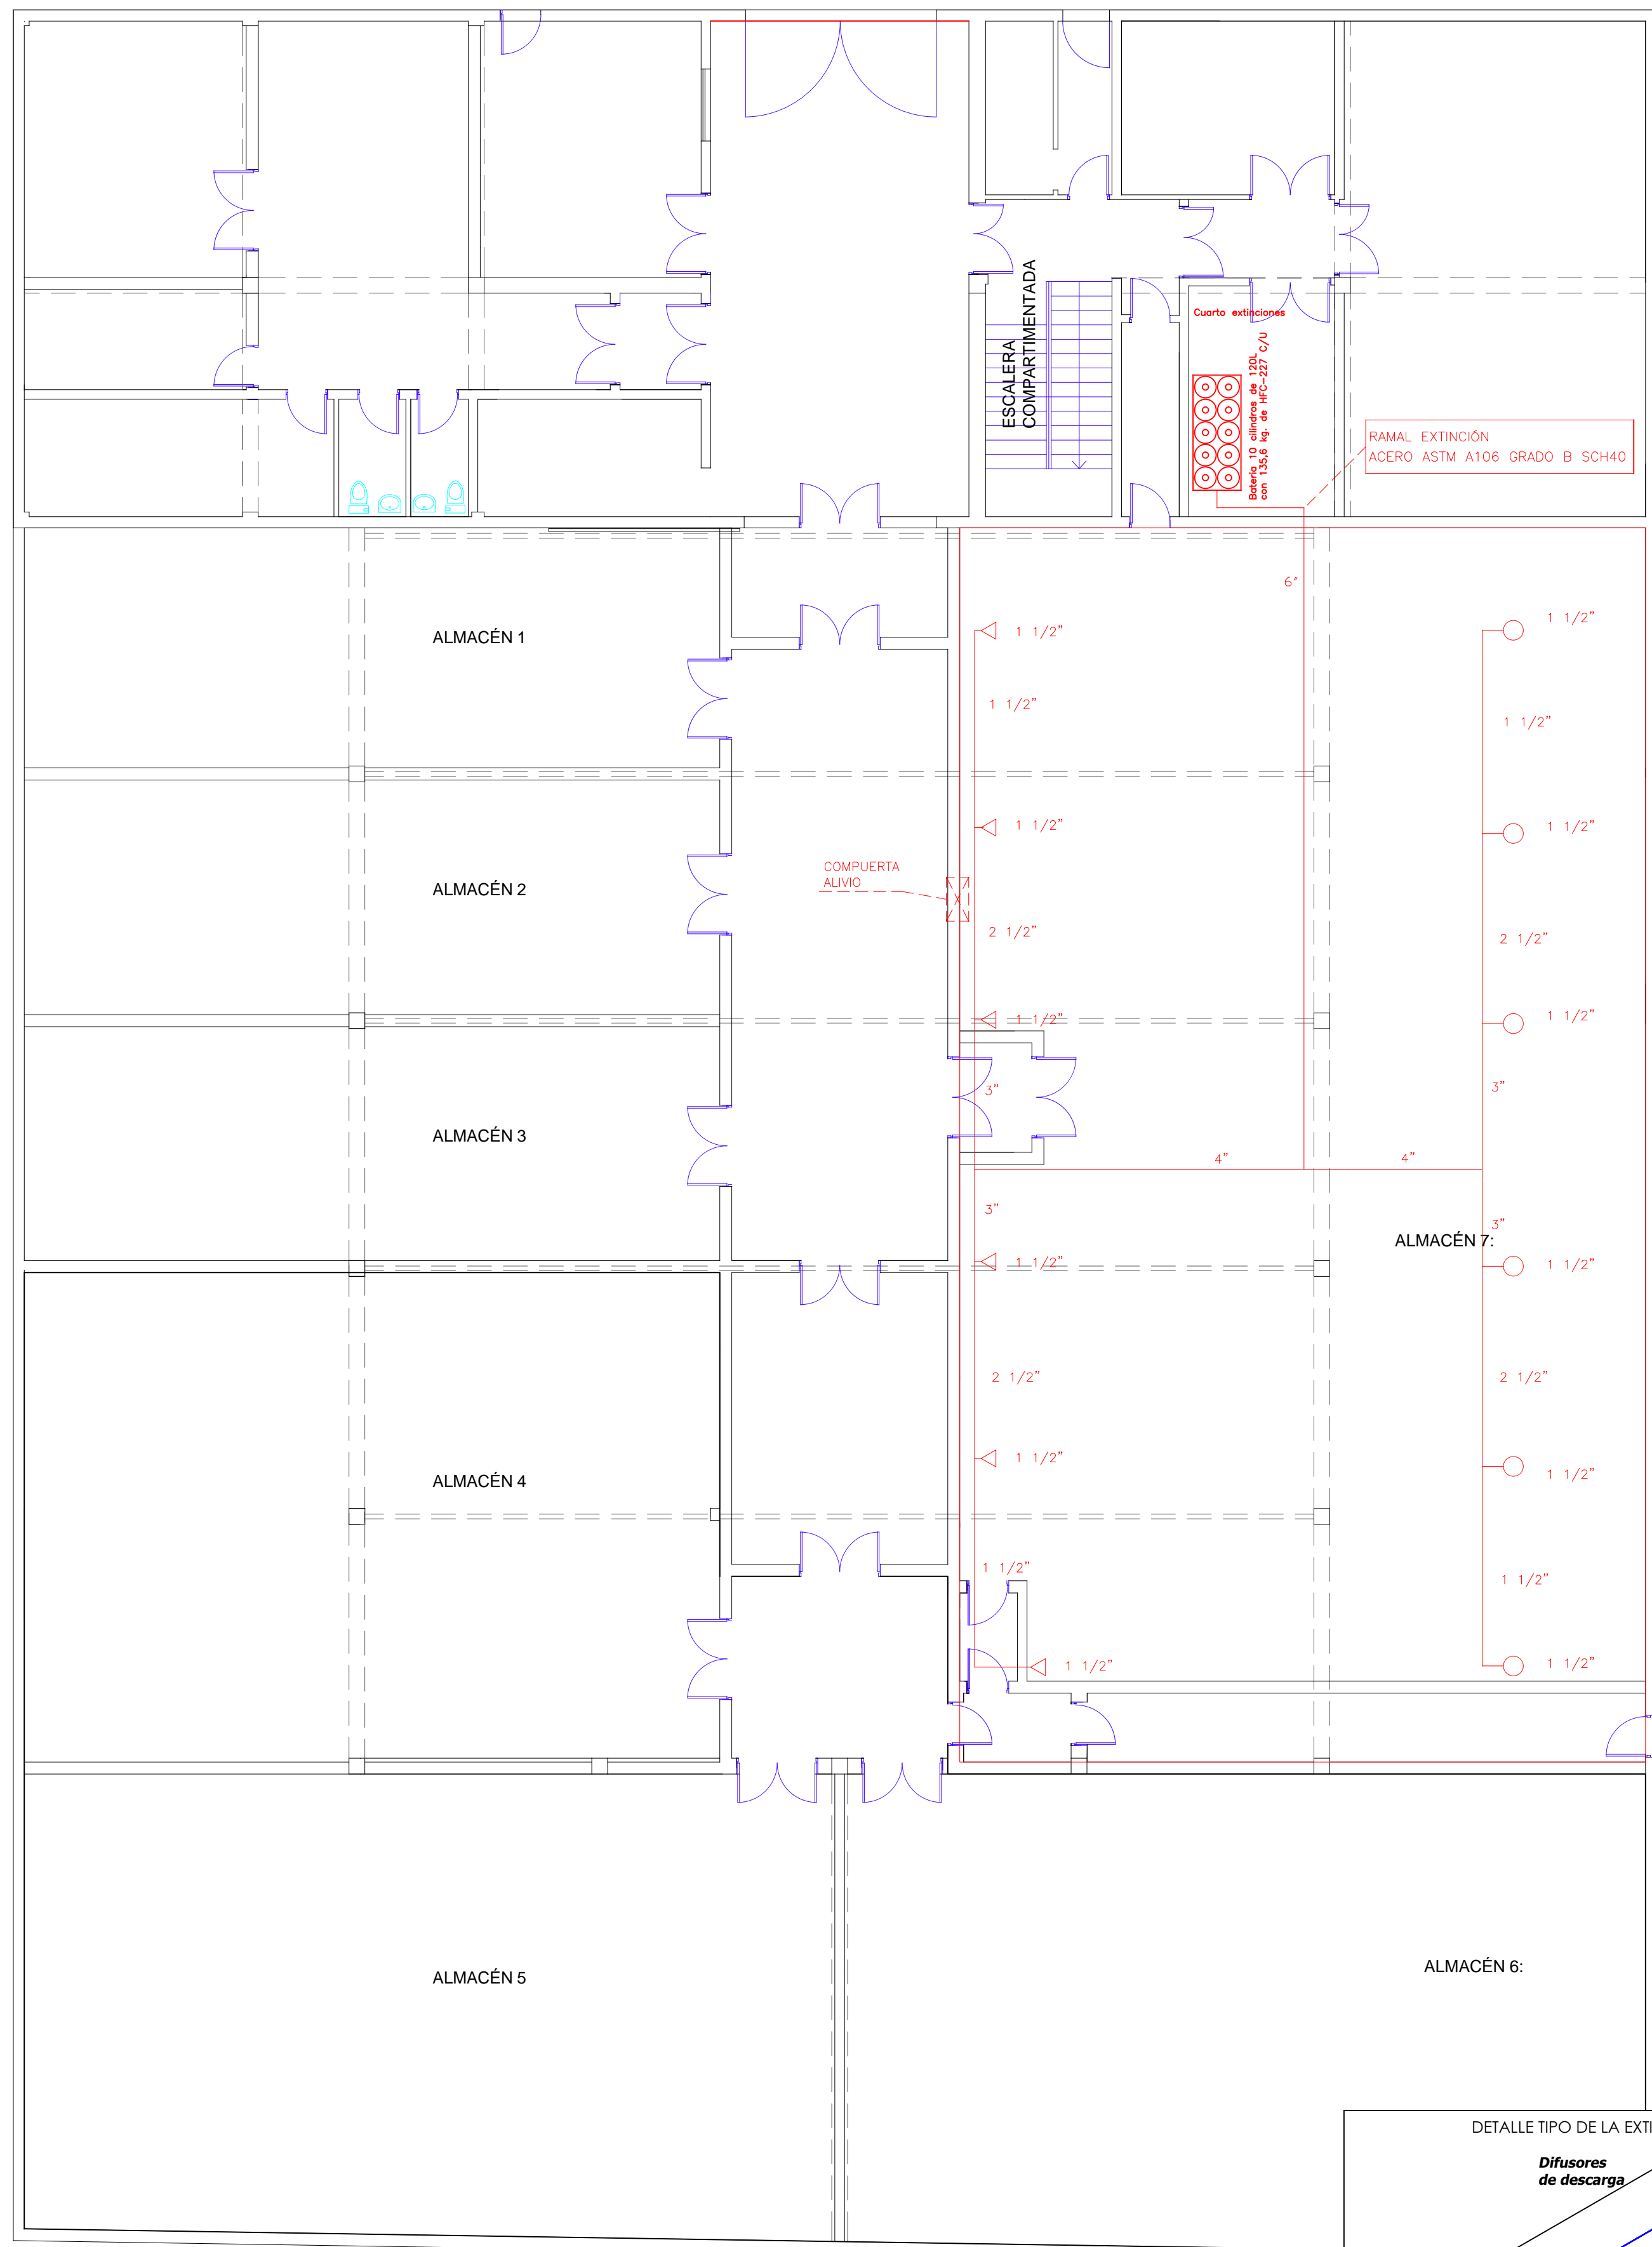 ESCALERA
COMPARTIMENTADA
Cuarto extinciones
Bateria 10 cilindros de 120L
con 135,6 kg. de HFC-227 C/U
RAMAL EXTINCIÓN
ACERO ASTM A106 GRADO B SCH40
6"
ALMACÉN 1
1 1/2"
1 1/2"
1 1/2"
1 1/2"
1 1/2"
1 1/2"
COMPUERTA
ALIVIO
ALMACÉN 2
2 1/2"
2 1/2"
1 1/2"
1 1/2"
3"
3"
ALMACÉN 3
4"
4"
3"
3"
ALMACÉN 7:
1 1/2"
1 1/2"
2 1/2"
2 1/2"
ALMACÉN 4
1 1/2"
1 1/2"
1 1/2"
1 1/2"
1 1/2"
1 1/2"
ALMACÉN 5
ALMACÉN 6:
DETALLE TIPO DE LA EXTI
Difusores
de descarga